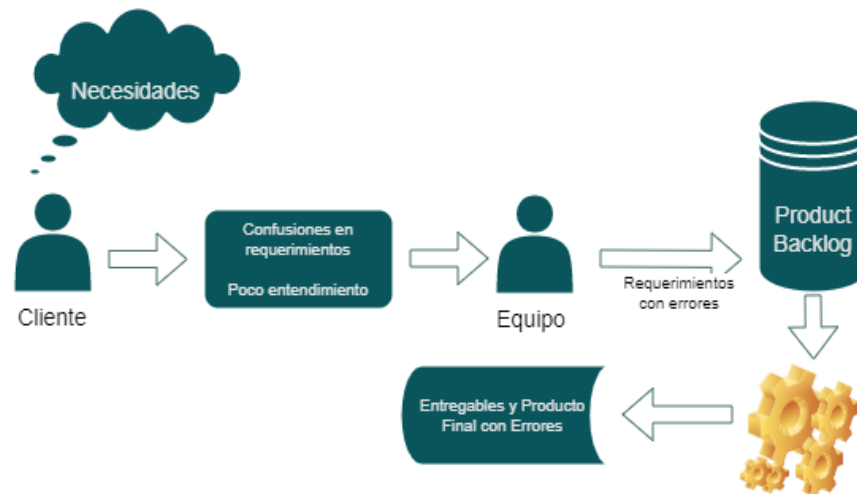 Necesidades
Confusiones en
requerimientos
Poco entendimiento
Cliente
Equipo
Requerimientos
con errores
Product
Backlog
Entregables y Producto
Final con Errores